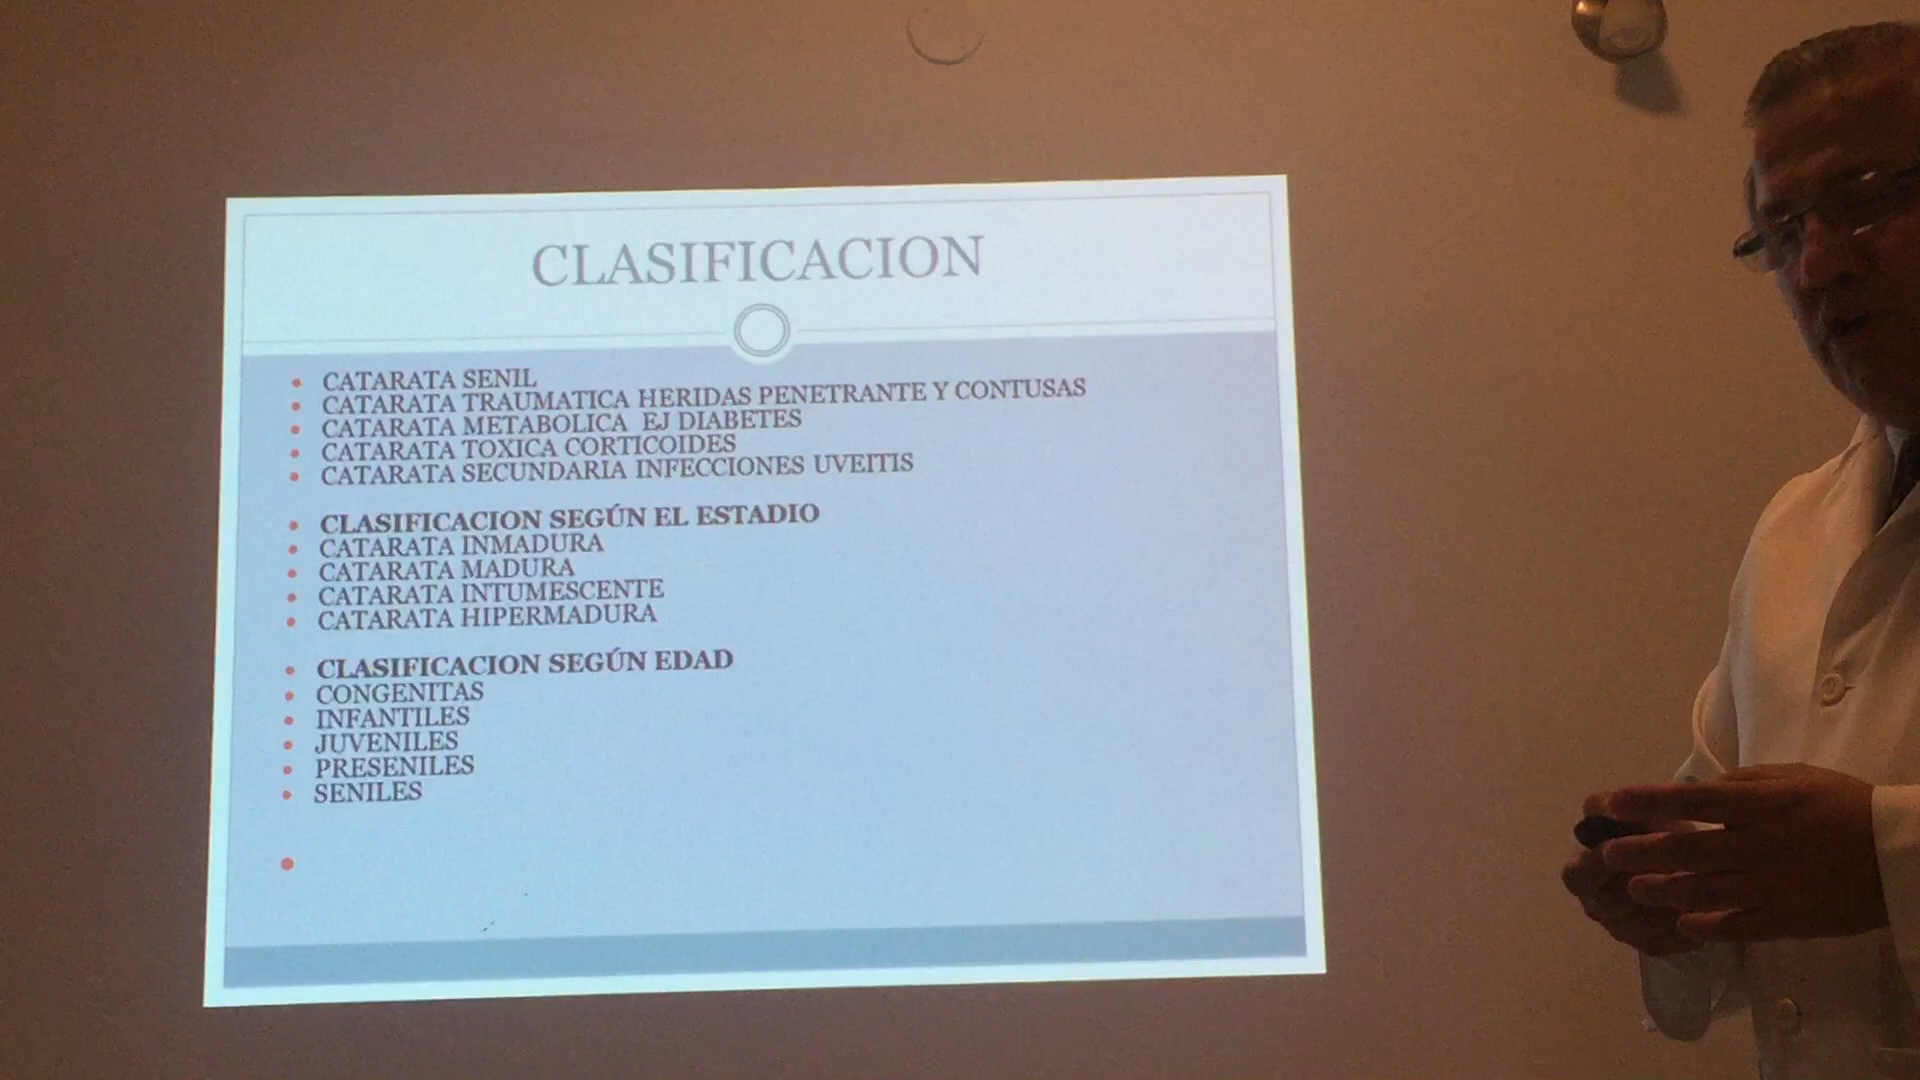 CLASIFICACION
CATARATA SENIL
CATARATA TRAUMATICA HERIDAS PENETRANTE Y CONTUSAS
CATARATA METABOLICA EJ DIABETES
CATARATA TOXICA CORTICOIDES
CATARATA SECUNDARIA INFECCIONES UVEITIS
CLASIFICACION SEGÚN EL ESTADIO
CATARATA INMADURA
CATARATA MADURA
CATARATA INTUMESCENTE
CATARATA HIPERMADURA
CLASIFICACION SEGÚN EDAD
CONGENITAS
INFANTILES
JUVENILES
PRESENILES
SENILES